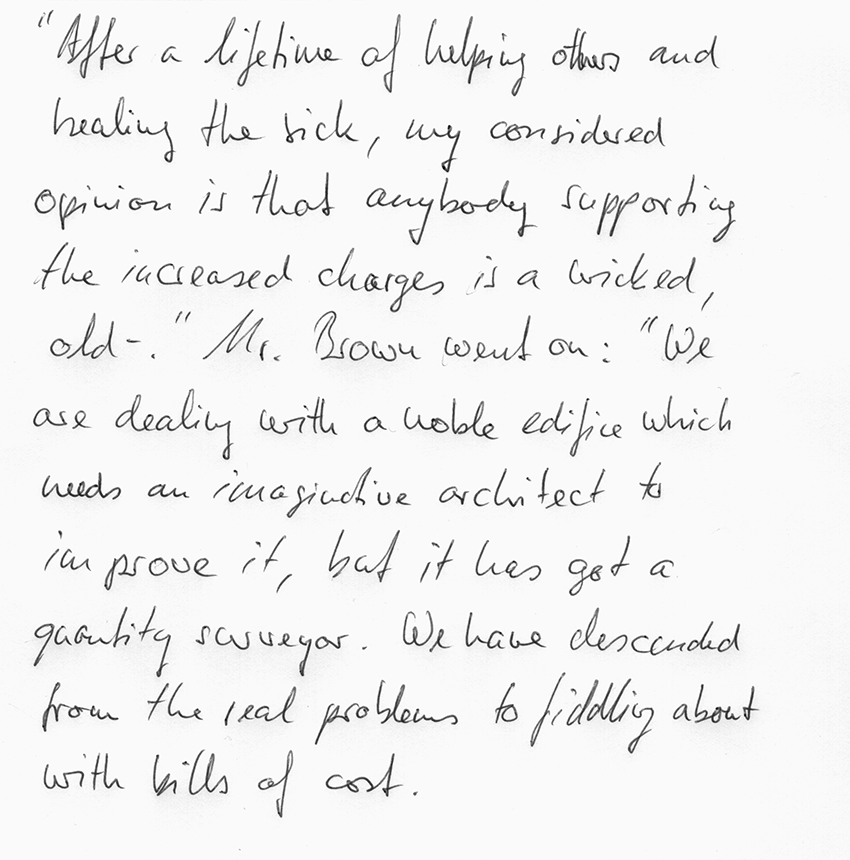 "After a lifetime of helping others and
healing the sick, my considered
opinion is that anybody supporting
the increased charges is a wicked,
old-." Mr. Brown went on: "We
are dealing with a noble edifice which
needs an imaginative architect to
improve it, but it has got a
quantity surveyor. We have descended
from the real problems to fiddling about
with bills of cost.